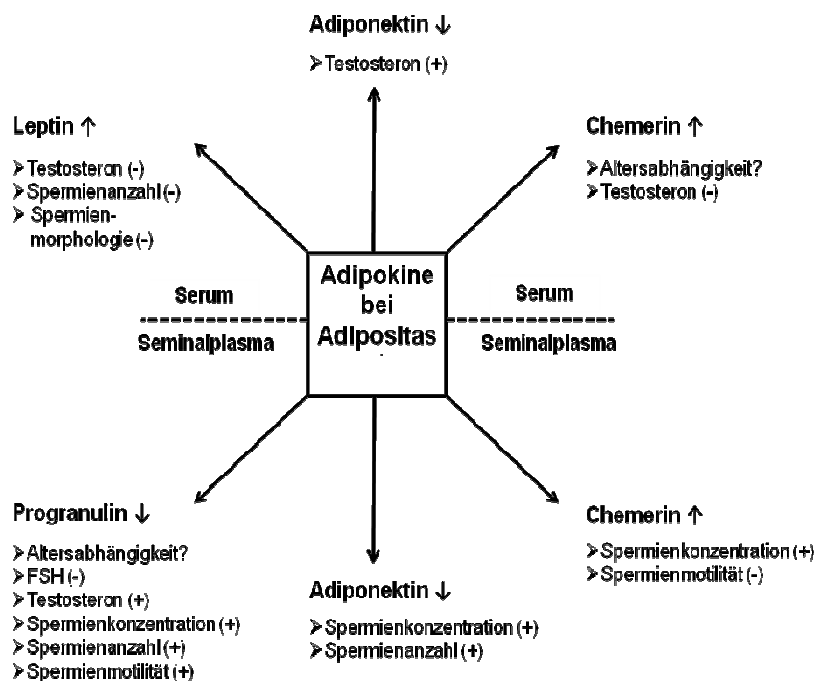 Adiponektin ↓
➢ Testosteron (+)
Leptin ↑
➢ Testosteron (-)
➢ Spermienanzahl (-)
➢ Spermien-
morphologie (-)
Chemerin ↑
➢ Altersabhängigkeit?
➢ Testosteron (-)
Adipokine
bei
Adipositas
Serum
Seminalplasma
Serum
Seminalplasma
Progranulin ↓
➢ Altersabhängigkeit?
➢ FSH (-)
➢ Testosteron (+)
➢ Spermienkonzentration (+)
➢ Spermienanzahl (+)
➢ Spermienmotilität (+)
Adiponektin ↓
➢ Spermienkonzentration (+)
➢ Spermienanzahl (+)
Chemerin ↑
➢ Spermienkonzentration (+)
➢ Spermienmotilität (-)